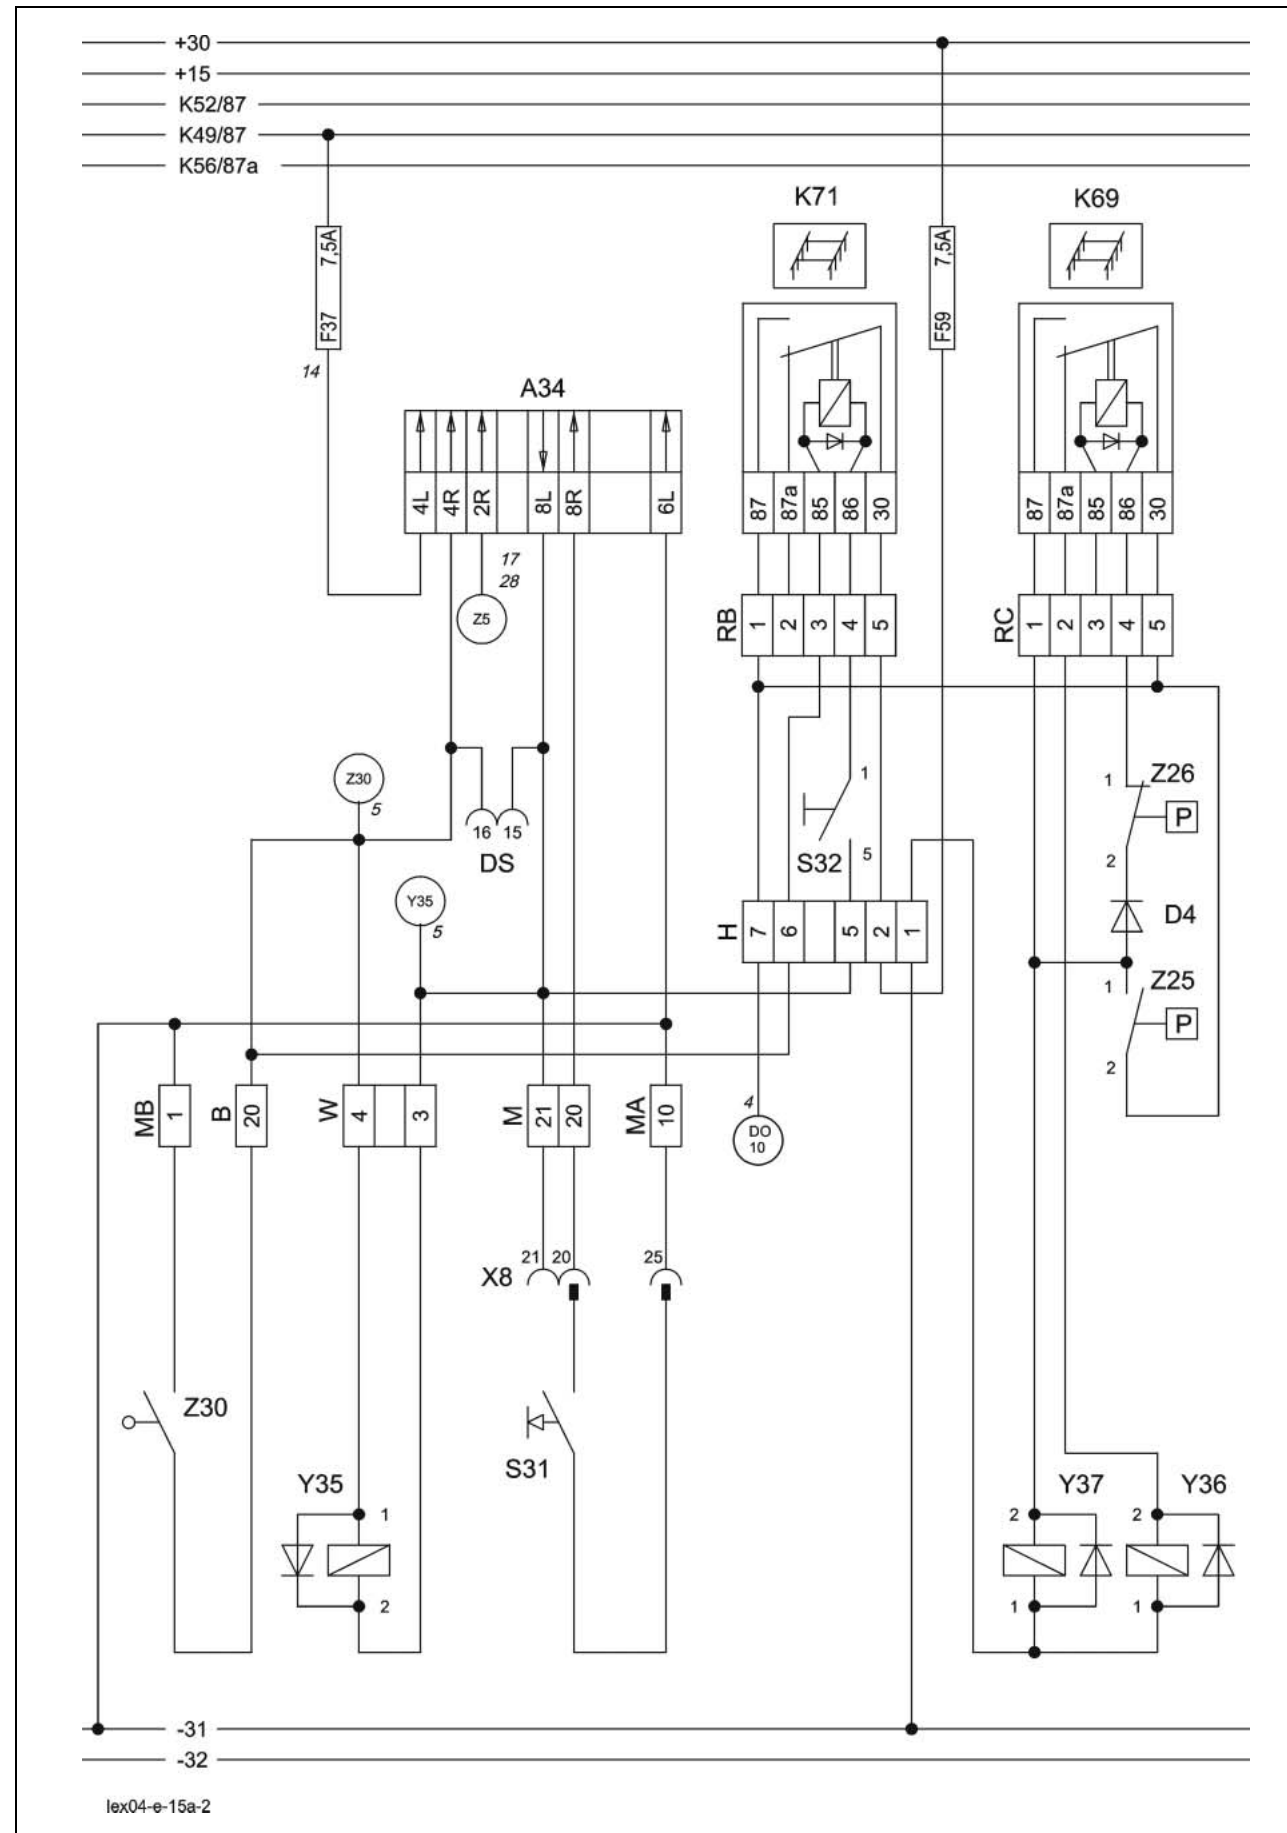 +30
+15
K52/87
K49/87
K56/87a
K71
K69
7,5A
F37
7,5A
F59
14
A34
4L
4R
2R
8L
8R
6L
87
87a
85
86
30
87
87a
85
86
30
17
28
Z5
RB
1
2
3
4
5
RC
1
2
3
4
5
Z30
5
16
15
DS
1
S32
5
1
Z26
P
2
D4
Y35
5
H
7
6
5
2
1
1
Z25
P
2
MB
1
B
20
W
4
3
M
21
20
MA
10
4
DO
10
X8
21
20
25
Z30
S31
Y35
1
2
Y37
2
1
Y36
2
1
-31
-32
lex04-e-15a-2